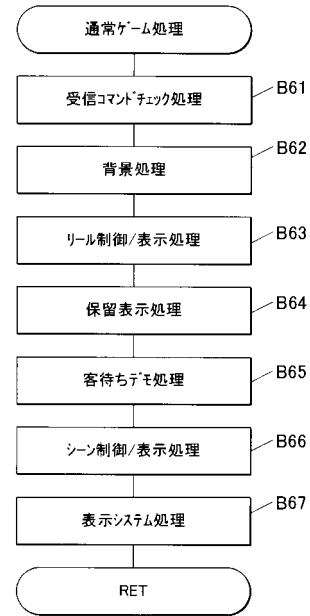 通常ゲーム処理
受信コマンドチェック処理
B61
背景処理
B62
リール制御/表示処理
B63
保留表示処理
B64
客待ちデモ処理
B65
シーン制御/表示処理
B66
表示システム処理
B67
RET